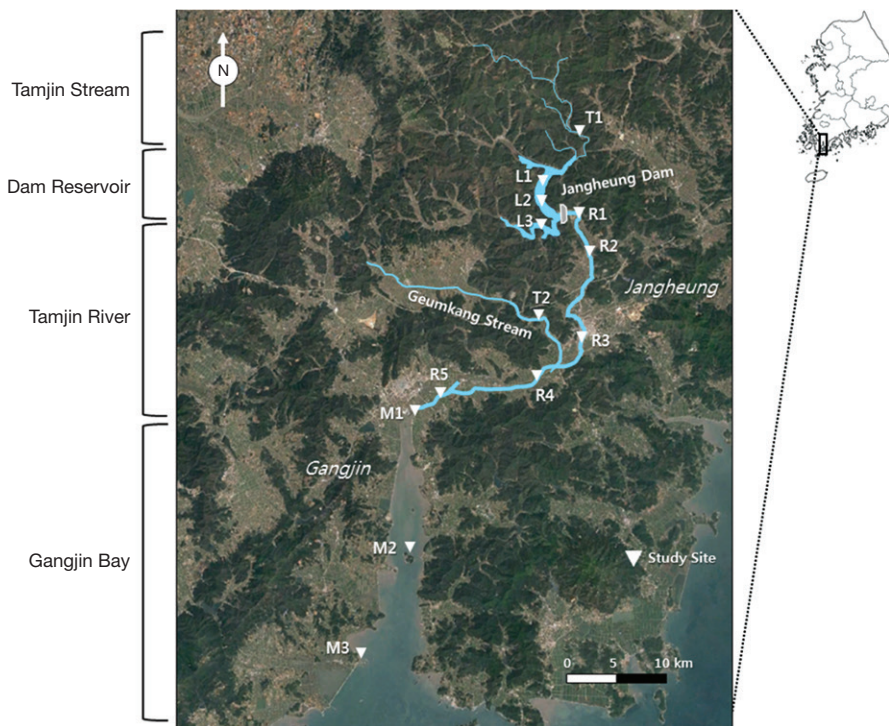 N
Tamjin Stream
T1
Dam Reservoir
L1
Jangheung Dam
L2
R1
L3
R2
Tamjin River
Jangheung
Geumkang Stream
T2
R3
R4
R5
M1
Gangjin
M2
Gangjin Bay
Study Site
M3
0 5 10 km